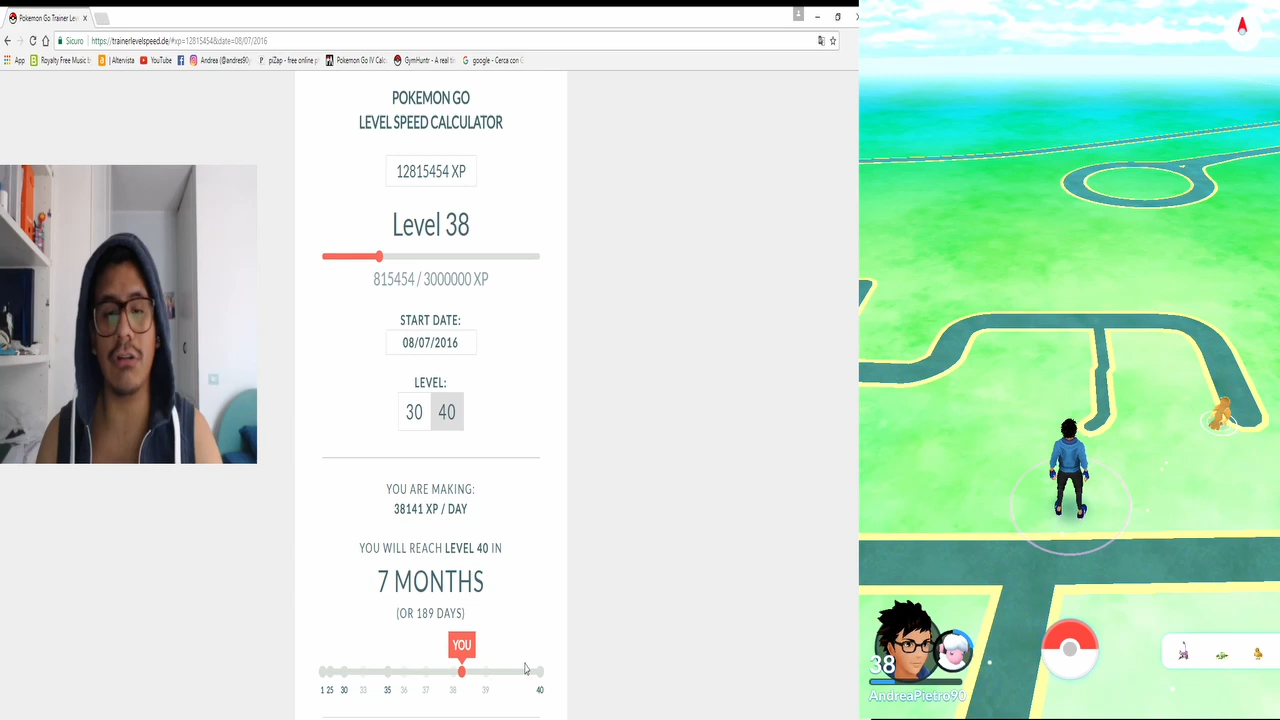 Pokemon Go Trainer Lev
Sicuro
https://trainerlevelspeed.de/#xp=12815454&date=08/07/2016
App
Royalty Free Music b
| Altervista
YouTube
Andrea (@andres90
piZap - free online p
Pokemon Go IV Calc
GymHuntr - A real ti
google - Cerca con G
POKEMON GO
LEVEL SPEED CALCULATOR
12815454 XP
Level 38
815454 / 3000000 XP
START DATE:
08/07/2016
LEVEL:
30 40
YOU ARE MAKING:
38141 XP / DAY
YOU WILL REACH LEVEL 40 IN
7 MONTHS
(OR 189 DAYS)
YOU
1 25 30 33 35 36 37 38 39 40
38
AndreaPietro90